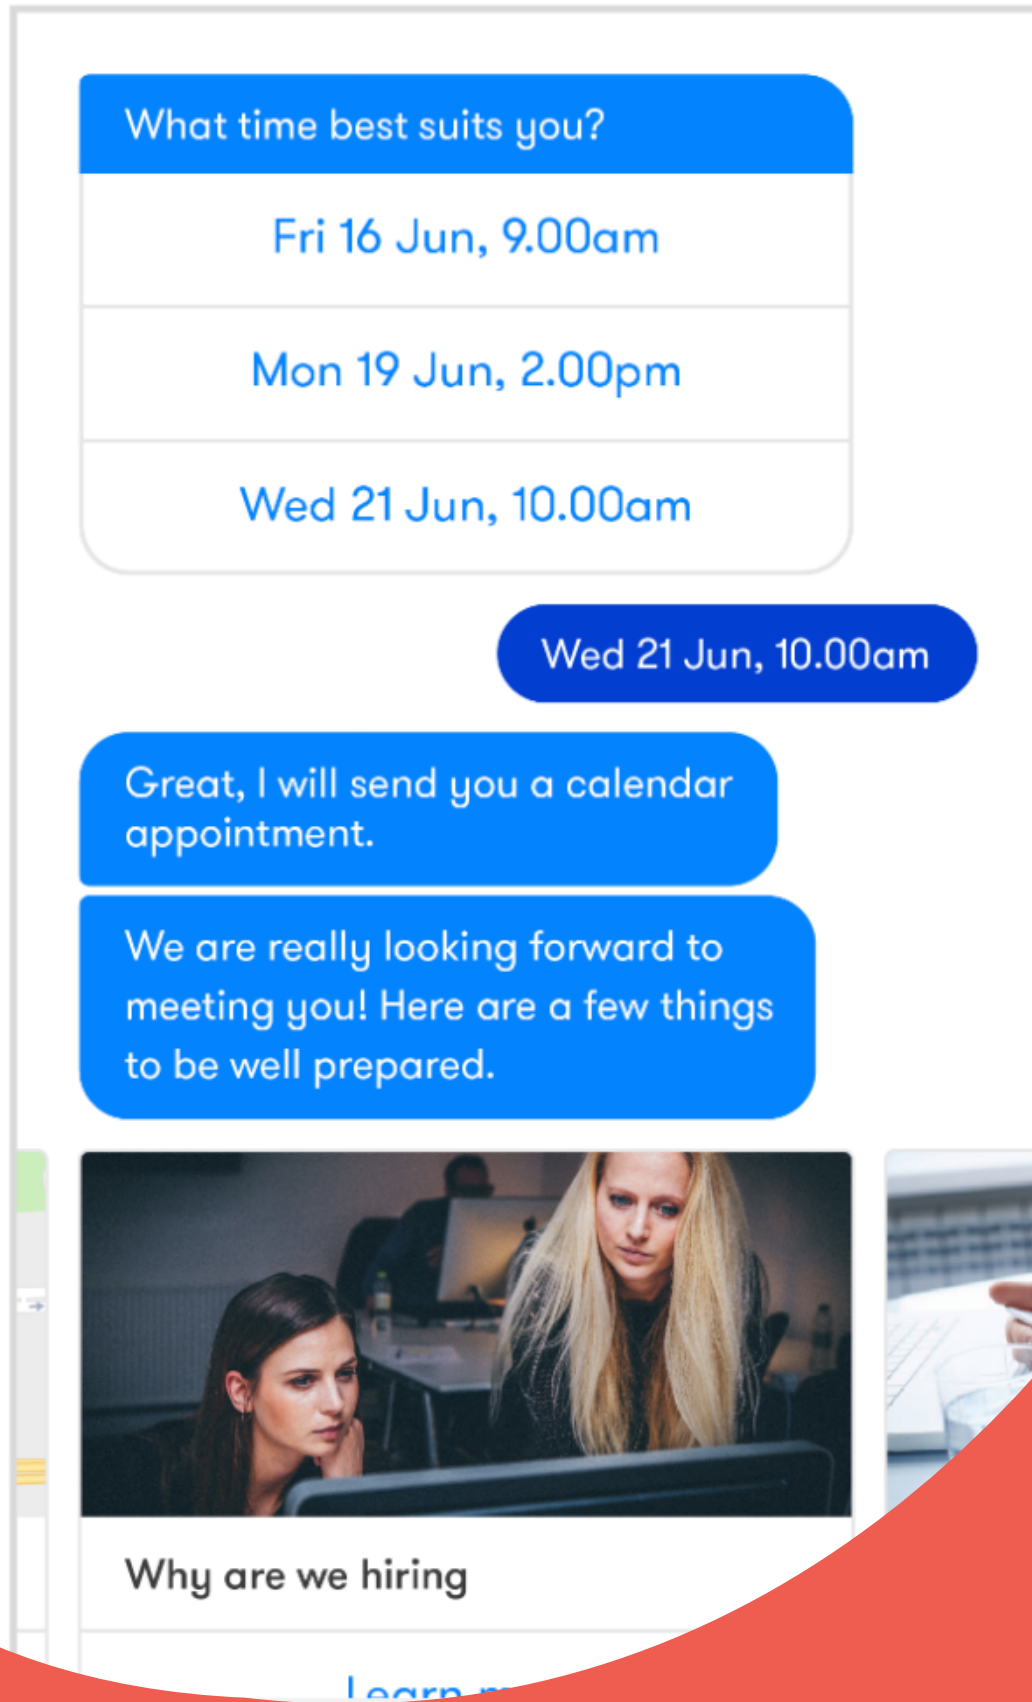 What time best suits you?
Fri 16 Jun, 9.00am
Mon 19 Jun, 2.00pm
Wed 21 Jun, 10.00am
Wed 21 Jun, 10.00am
Great, I will send you a calendar
appointment.
We are really looking forward to
meeting you! Here are a few things
to be well prepared.
Why are we hiring
Learn